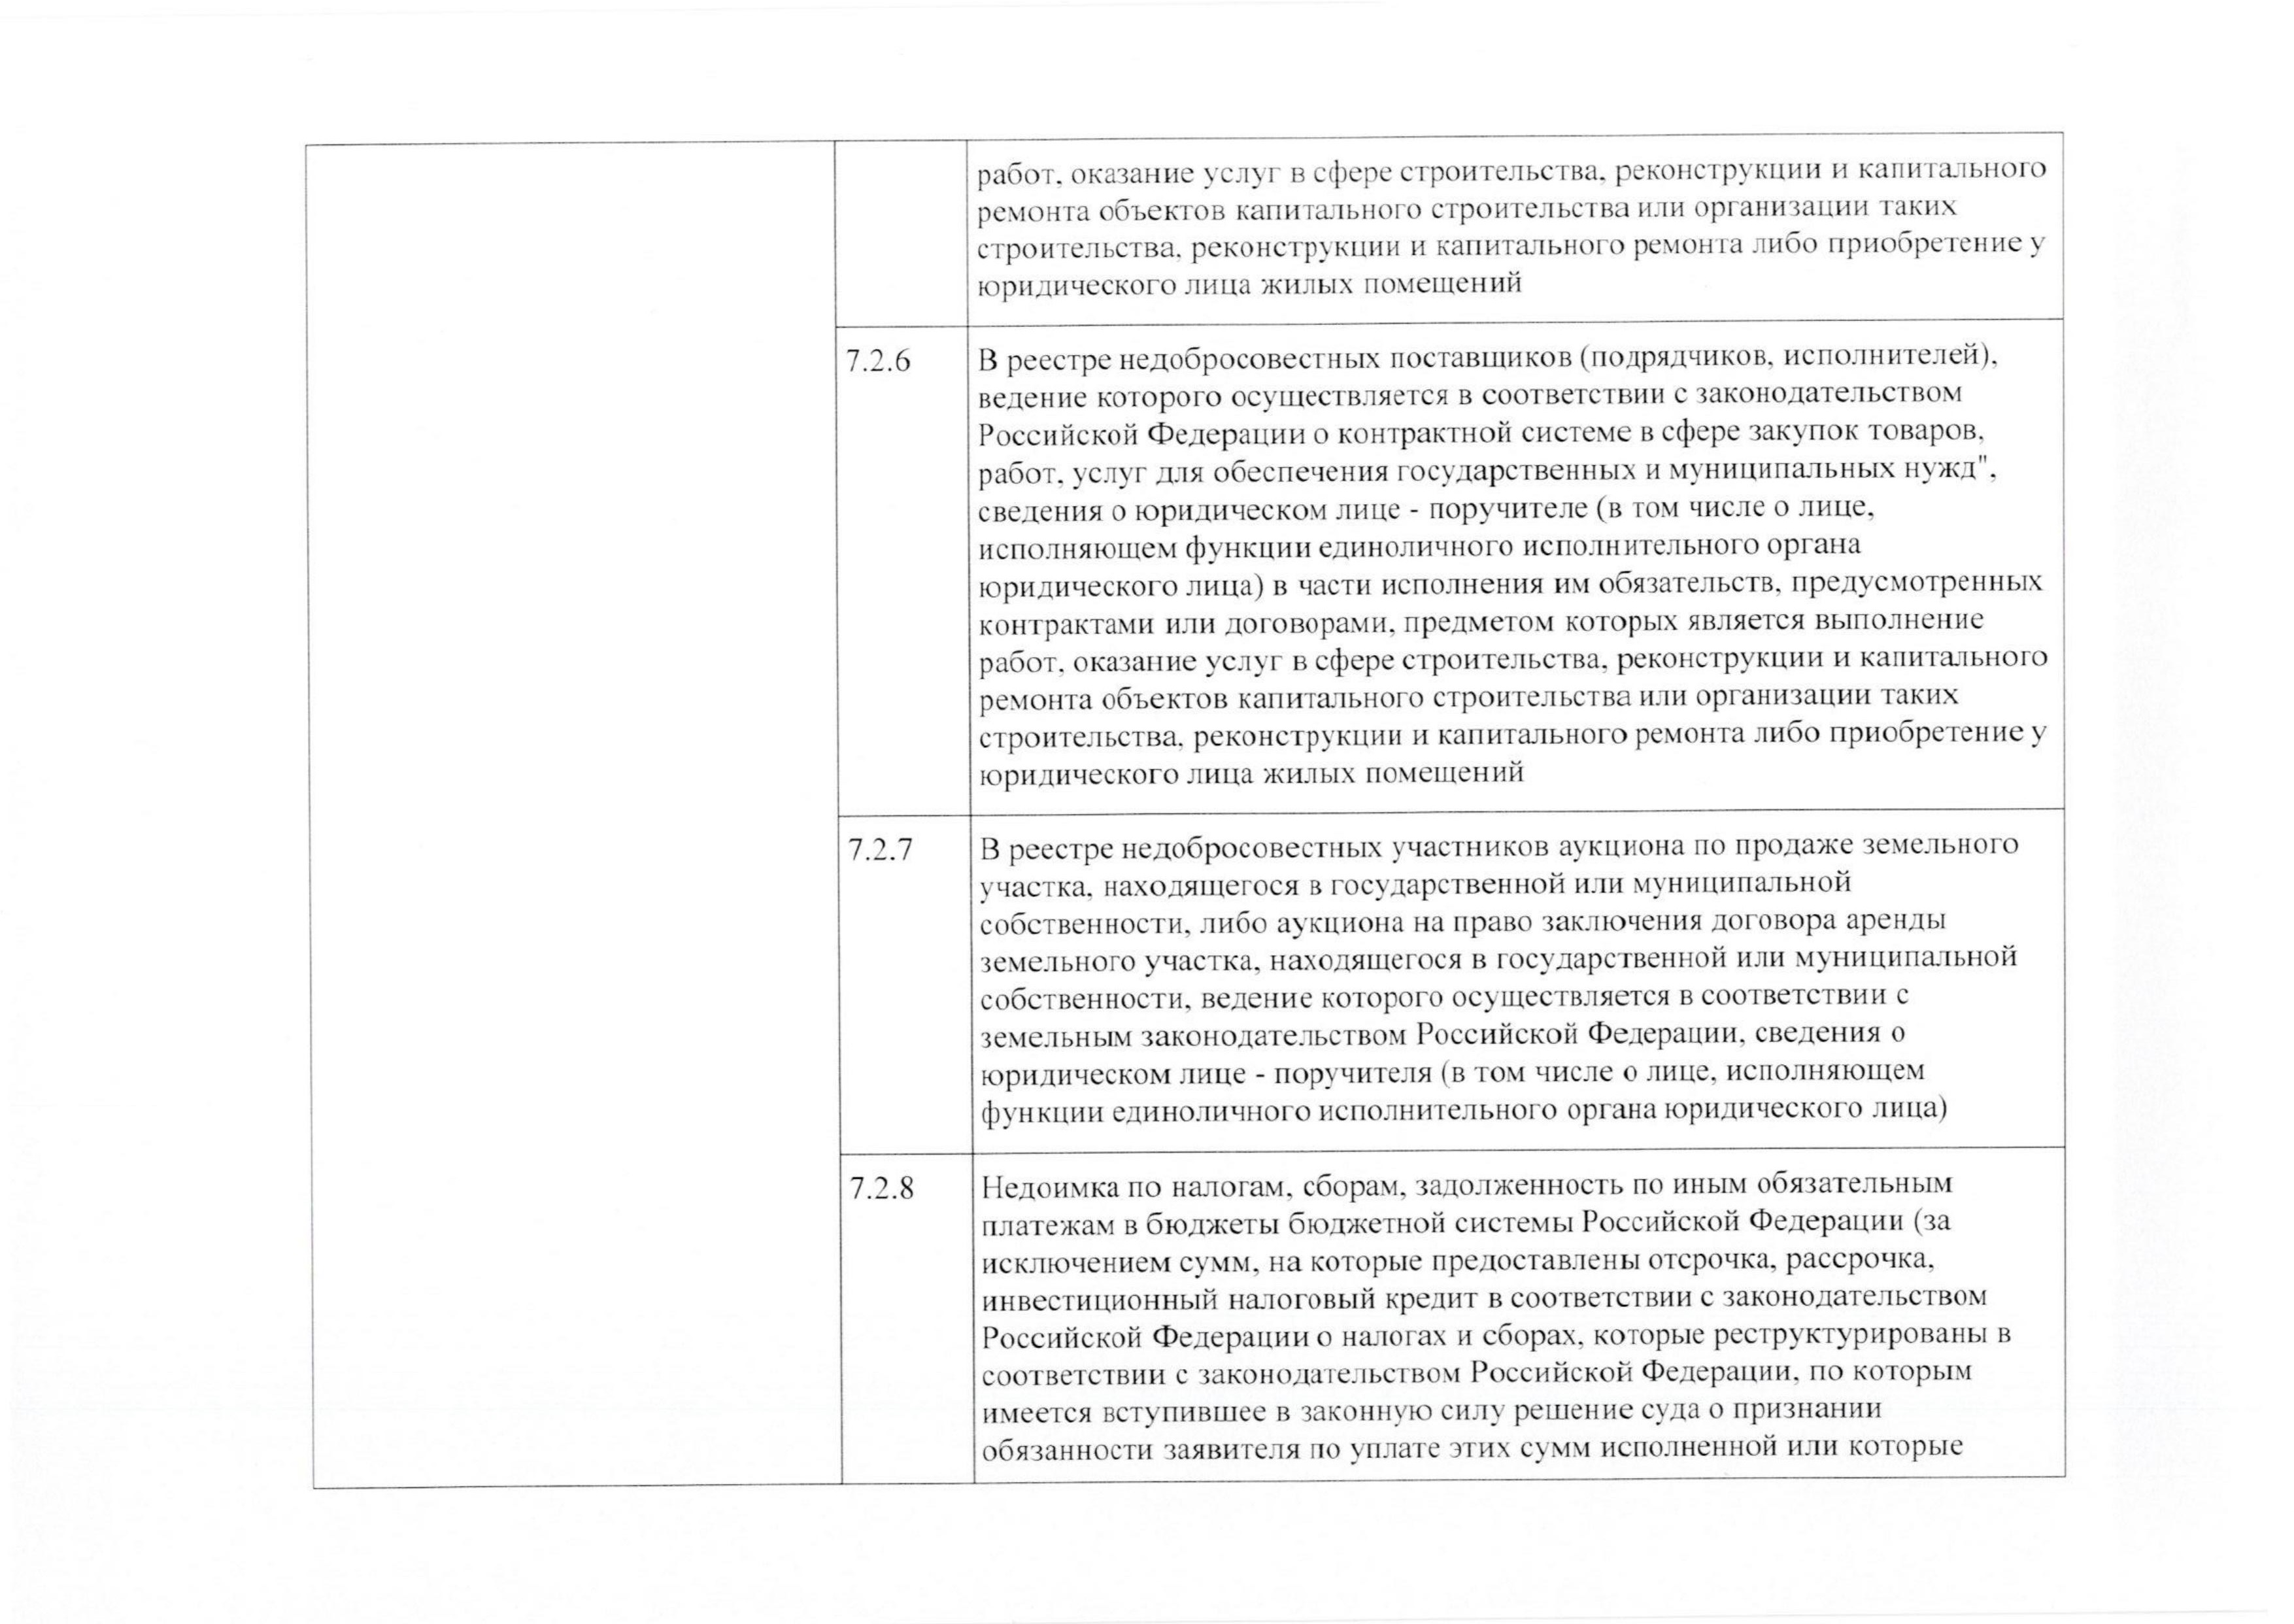 работ, оказание услуг в сфере строительства, реконструкции и капитального
ремонта объектов капитального строительства или организации таких
строительства, реконструкции и капитального ремонта либо приобретение у
юридического лица жилых помещений
7.2.6
В реестре недобросовестных поставщиков (подрядчиков, исполнителей),
ведение которого осуществляется в соответствии с законодательством
Российской Федерации о контрактной системе в сфере закупок товаров,
работ, услуг для обеспечения государственных и муниципальных нужд",
сведения о юридическом лице - поручителе (в том числе о лице,
исполняющем функции единоличного исполнительного органа
юридического лица) в части исполнения им обязательств, предусмотренных
контрактами или договорами, предметом которых является выполнение
работ, оказание услуг в сфере строительства, реконструкции и капитального
ремонта объектов капитального строительства или организации таких
строительства, реконструкции и капитального ремонта либо приобретение у
юридического лица жилых помещений
7.2.7
В реестре недобросовестных участников аукциона по продаже земельного
участка, находящегося в государственной или муниципальной
собственности, либо аукциона на право заключения договора аренды
земельного участка, находящегося в государственной или муниципальной
собственности, ведение которого осуществляется в соответствии с
земельным законодательством Российской Федерации, сведения о
юридическом лице - поручителя (в том числе о лице, исполняющем
функции единоличного исполнительного органа юридического лица)
7.2.8
Недоимка по налогам, сборам, задолженность по иным обязательным
платежам в бюджеты бюджетной системы Российской Федерации (за
исключением сумм, на которые предоставлены отсрочка, рассрочка,
инвестиционный налоговый кредит в соответствии с законодательством
Российской Федерации о налогах и сборах, которые реструктурированы в
соответствии с законодательством Российской Федерации, по которым
имеется вступившее в законную силу решение суда о признании
обязанности заявителя по уплате этих сумм исполненной или которые